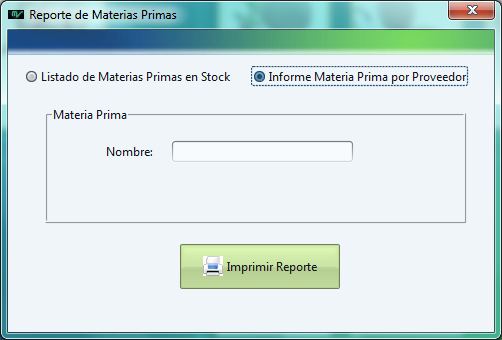 Reporte de Materias Primas
Listado de Materias Primas en Stock
Informe Materia Prima por Proveedor
Materia Prima
Nombre:
Imprimir Reporte